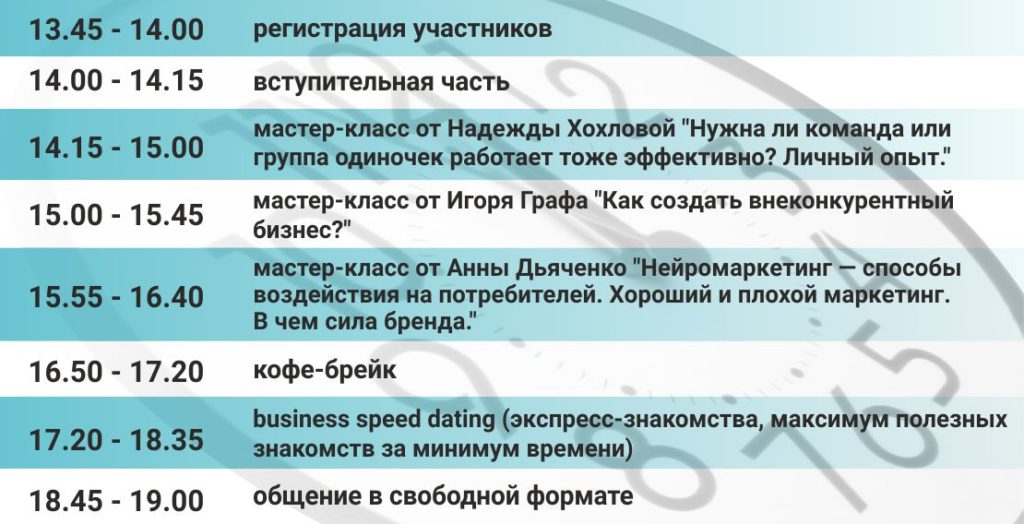 13.45 - 14.00 регистрация участников
14.00 - 14.15 вступительная часть
14.15 - 15.00 мастер-класс от Надежды Хохловой "Нужна ли команда или
группа одиночек работает тоже эффективно? Личный опыт."
15.00 - 15.45 мастер-класс от Игоря Графа "Как создать внеконкурентный
бизнес?"
15.55 - 16.40 мастер-класс от Анны Дьяченко "Нейромаркетинг — способы
воздействия на потребителей. Хороший и плохой маркетинг.
В чем сила бренда."
16.50 - 17.20 кофе-брейк
17.20 - 18.35 business speed dating (экспресс-знакомства, максимум полезных
знакомств за минимум времени)
18.45 - 19.00 общение в свободной формате